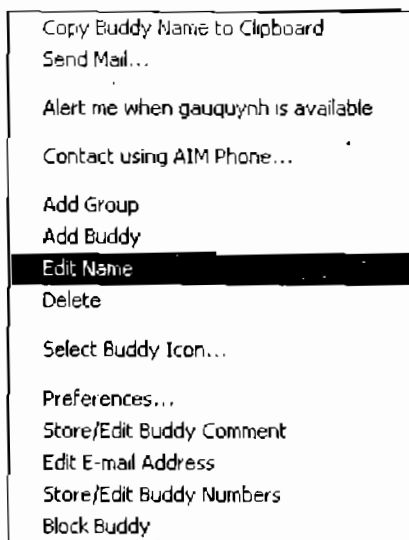 Copy Buddy Name to Clipboard
Send Mail...
Alert me when gauquynh is available
Contact using AIM Phone...
Add Group
Add Buddy
Edit Name
Delete
Select Buddy Icon...
Preferences...
Store/Edit Buddy Comment
Edit E-mail Address
Store/Edit Buddy Numbers
Block Buddy